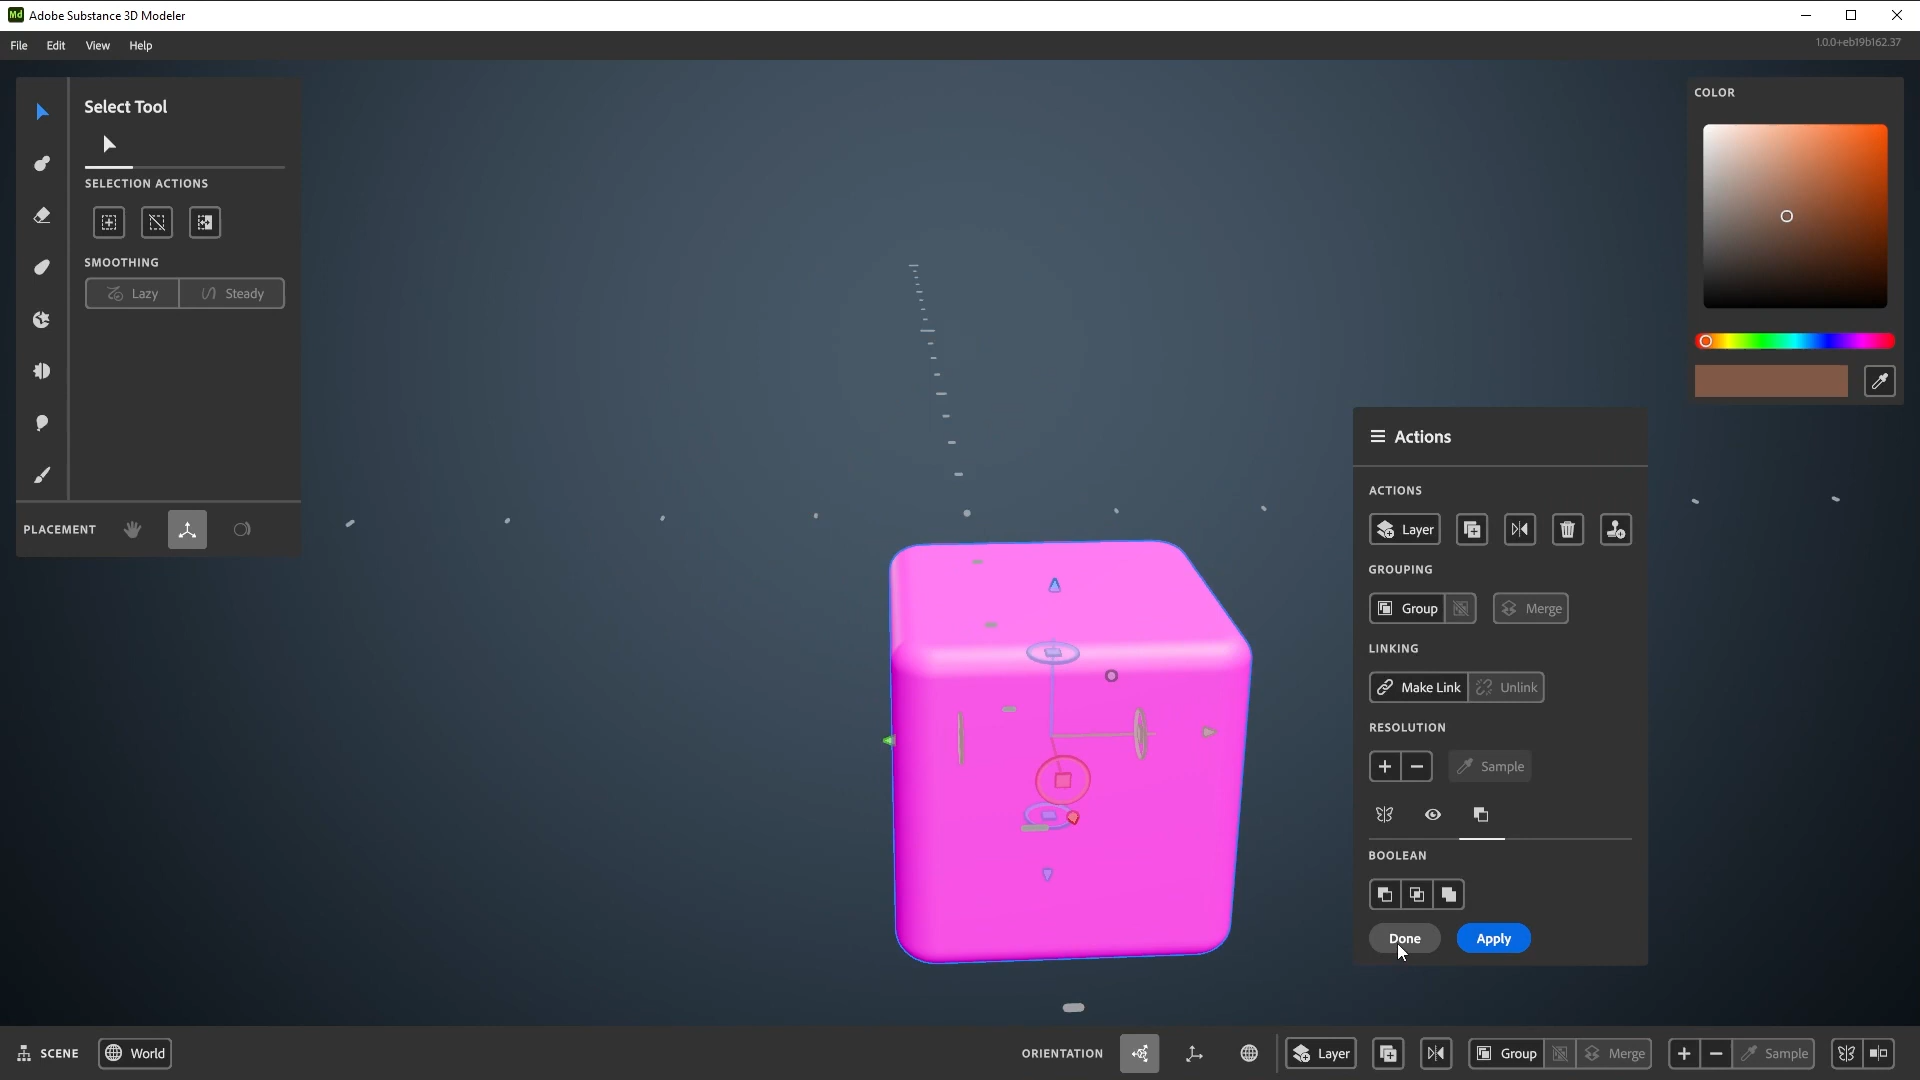 Md Adobe Substance 3D Modeler
File Edit View Help
1.0.0+eb19b162.37
Select Tool
SELECTION ACTIONS
SMOOTHING
Lazy Steady
PLACEMENT
COLOR
Actions
ACTIONS
Layer
GROUPING
Group Merge
LINKING
Make Link Unlink
RESOLUTION
Sample
BOOLEAN
Done Apply
SCENE World ORIENTATION Layer Group Merge Sample